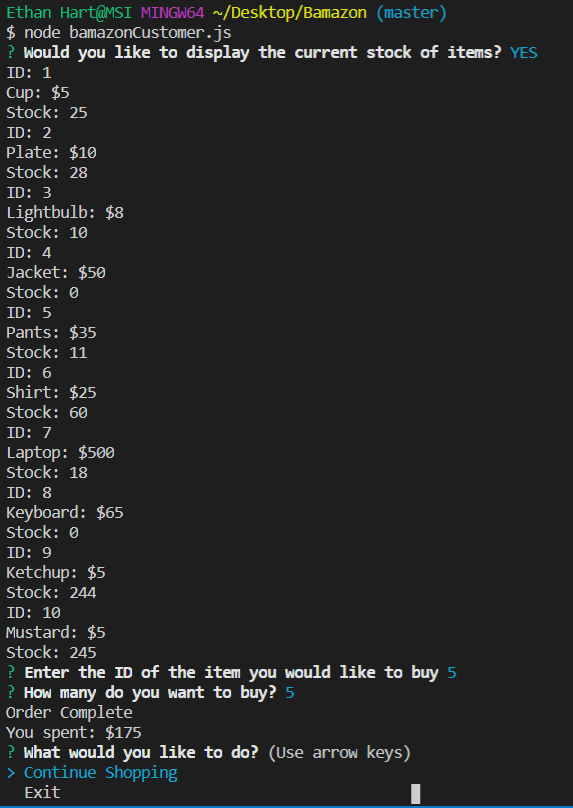 Ethan Hart@MSI MINGW64 ~/Desktop/Bamazon (master)
$ node bamazonCustomer.js
? Would you like to display the current stock of items? YES
ID: 1
Cup: $5
Stock: 25
ID: 2
Plate: $10
Stock: 28
ID: 3
Lightbulb: $8
Stock: 10
ID: 4
Jacket: $50
Stock: 0
ID: 5
Pants: $35
Stock: 11
ID: 6
Shirt: $25
Stock: 60
ID: 7
Laptop: $500
Stock: 18
ID: 8
Keyboard: $65
Stock: 0
ID: 9
Ketchup: $5
Stock: 244
ID: 10
Mustard: $5
Stock: 245
? Enter the ID of the item you would like to buy 5
? How many do you want to buy? 5
Order Complete
You spent: $175
? What would you like to do? (Use arrow keys)
> Continue Shopping
  Exit